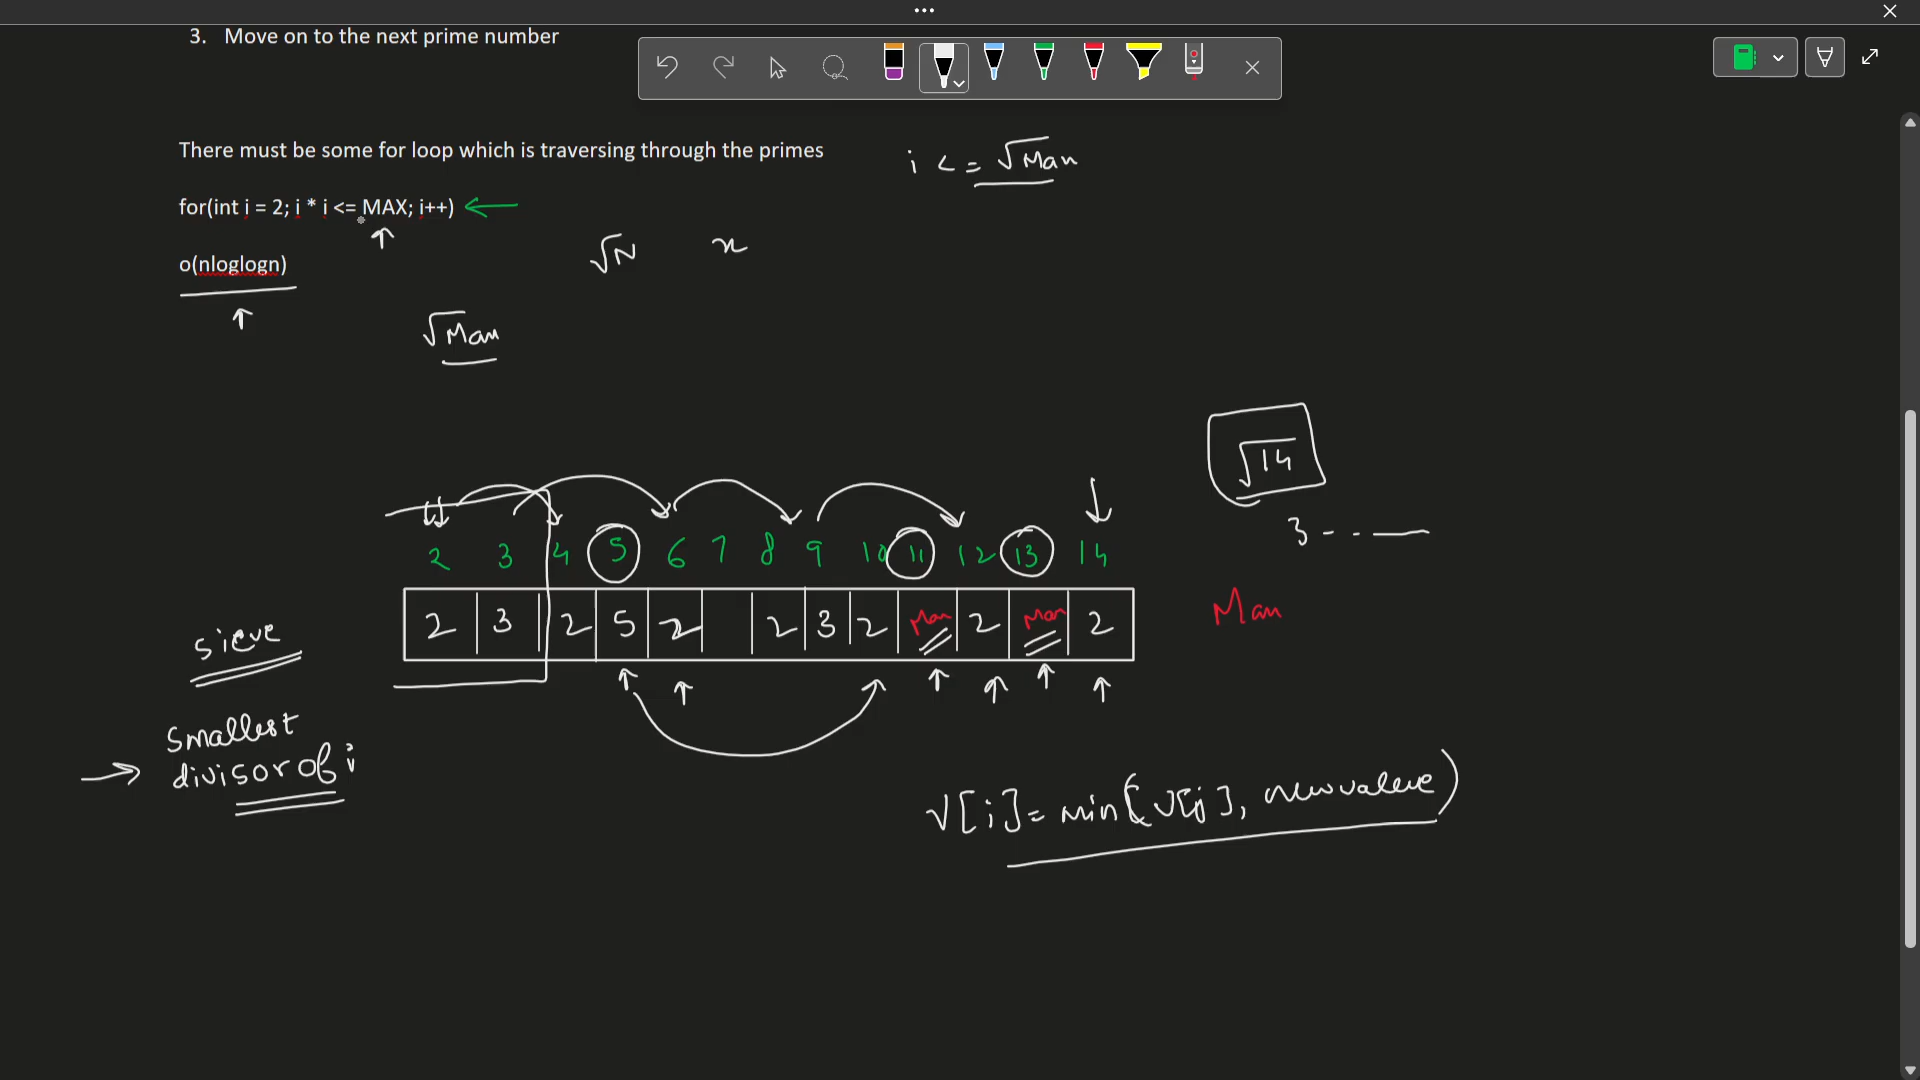 3. Move on to the next prime number
There must be some for loop which is traversing through the primes
i <= √Max
for(int i = 2; i * i <= MAX; i++)
√N x
o(nloglogn)
√Max
√14
3 - - —
2 3 4 5 6 7 8 9 10 11 12 13 14
2 3 2 5 2 2 3 2 Max 2 Max 2
Max
sieve
Smallest
divisor of i
V[i] = min(V[j], new value)